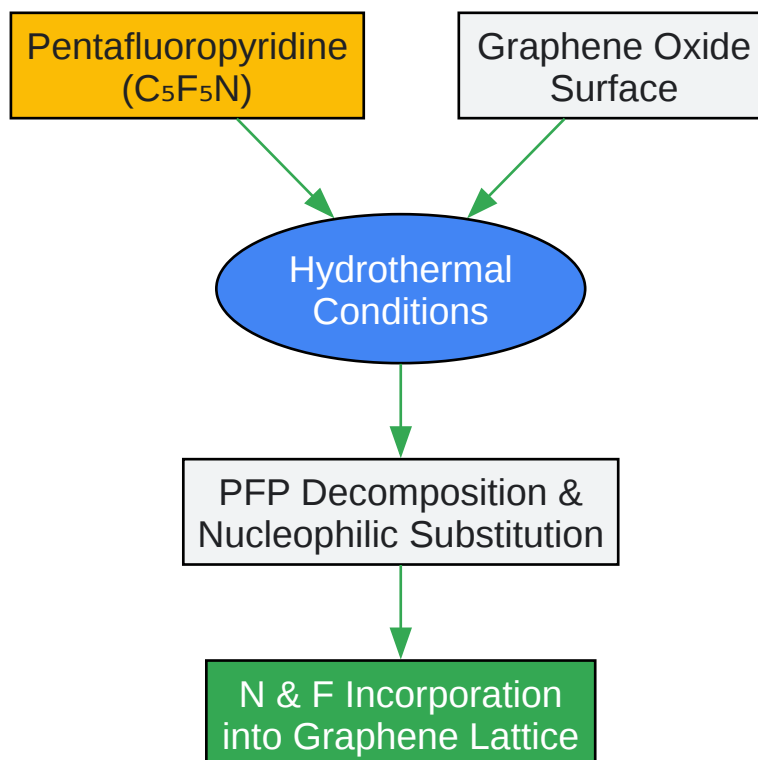 Pentafluoropyridine
(C₅F₅N)
Graphene Oxide
Surface
Hydrothermal
Conditions
PFP Decomposition &
Nucleophilic Substitution
N & F Incorporation
into Graphene Lattice